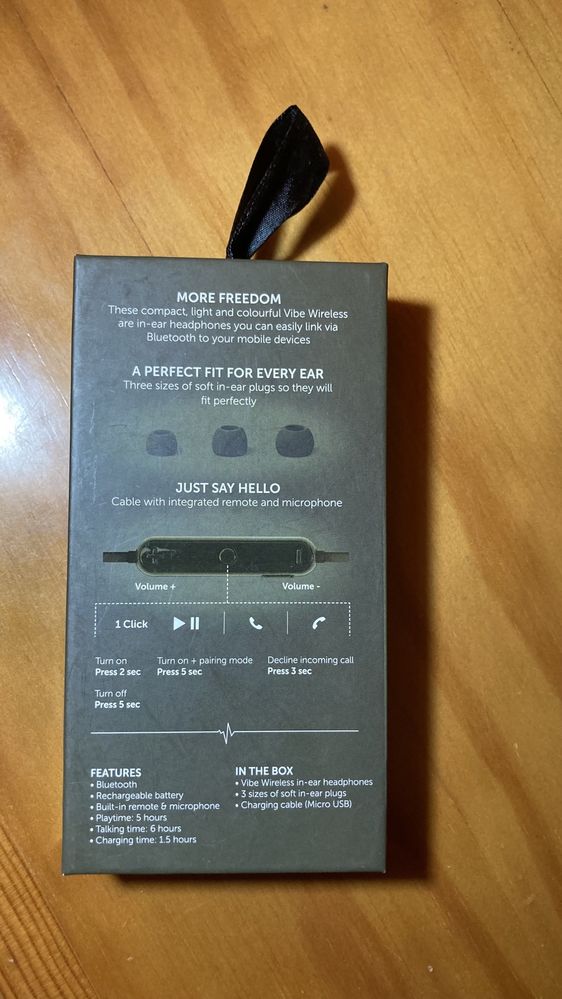 MORE FREEDOM
These compact, light and colourful Vibe Wireless
are in-ear headphones you can easily link via
Bluetooth to your mobile devices
A PERFECT FIT FOR EVERY EAR
Three sizes of soft in-ear plugs so they will
fit perfectly
JUST SAY HELLO
Cable with integrated remote and microphone
Volume +
Volume -
1 Click
Turn on
Press 2 sec
Turn on + pairing mode
Press 5 sec
Decline incoming call
Press 3 sec
Turn off
Press 5 sec
FEATURES
• Bluetooth
• Rechargeable battery
• Built-in remote & microphone
• Playtime: 5 hours
• Talking time: 6 hours
• Charging time: 1.5 hours
IN THE BOX
• Vibe Wireless in-ear headphones
• 3 sizes of soft in-ear plugs
• Charging cable (Micro USB)